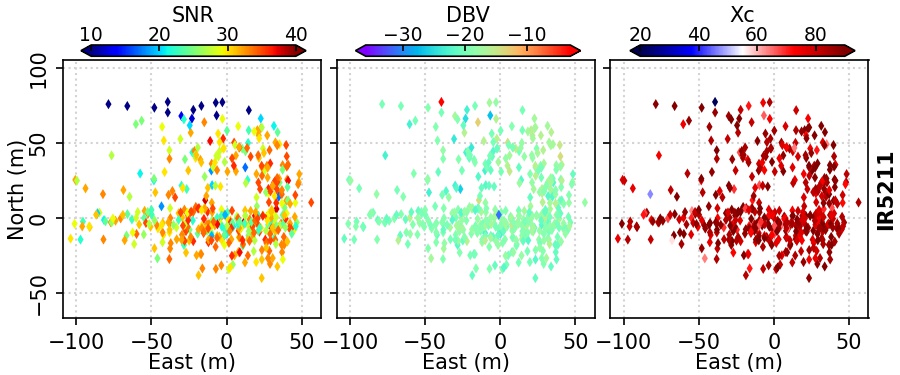 SNR DBV Xc
10 20 30 40 −30 −20 −10 20 40 60 80
100
50
0
−50
North (m)
−100 −50 0 50 −100 −50 0 50 −100 −50 0 50
East (m) East (m) East (m)
IR5211